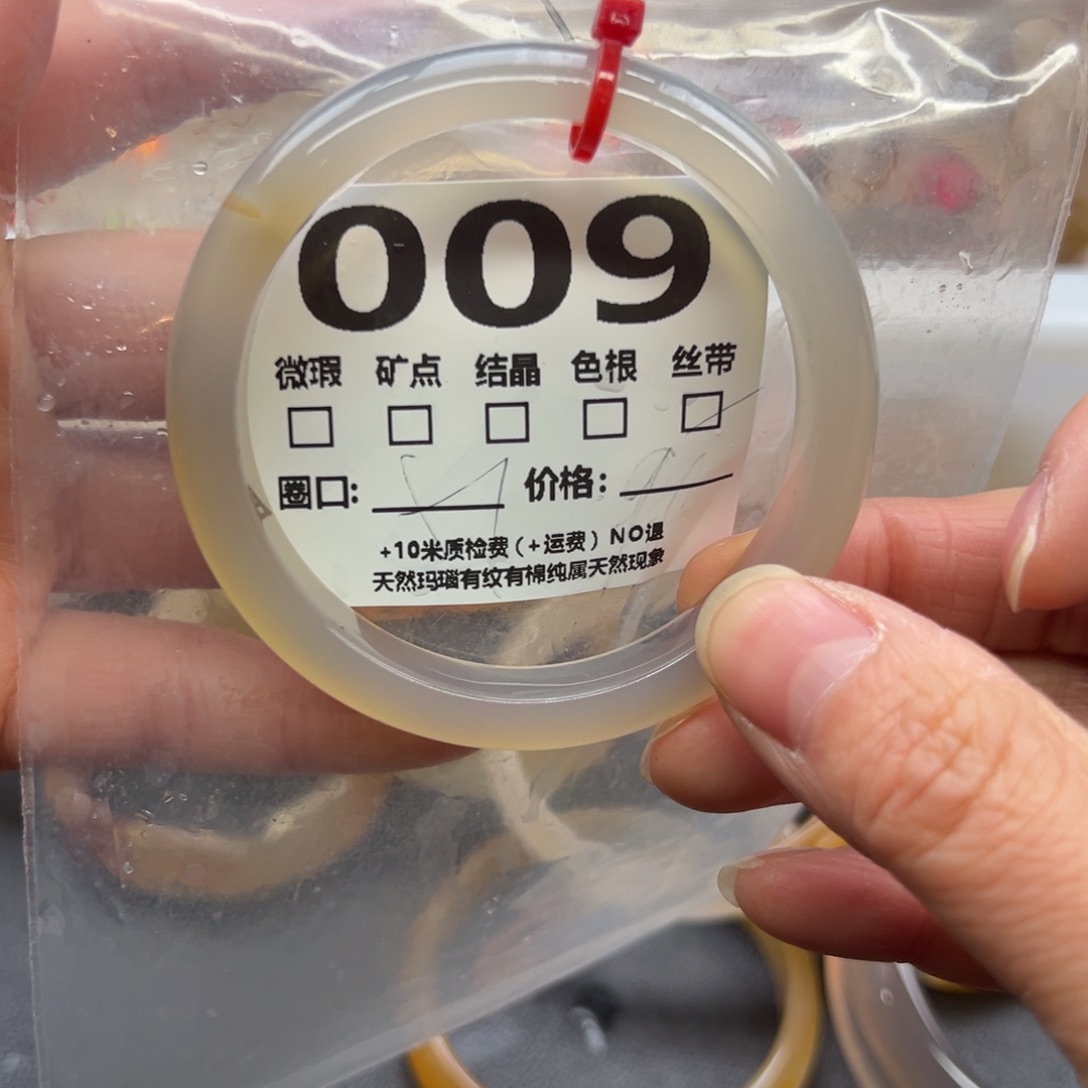 009
微瑕 矿点 结晶 色根 丝带
圈口: 价格:
+10米质检费(+运费) NO退
天然玛瑙有纹有棉纯属天然现象